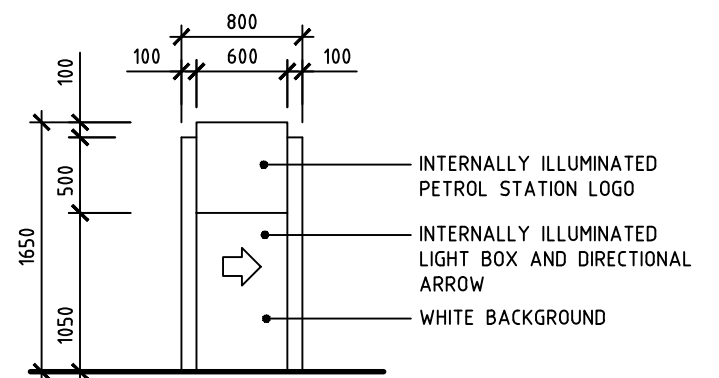 800
100 600 100
100
500
1650
1050
INTERNALLY ILLUMINATED
PETROL STATION LOGO
INTERNALLY ILLUMINATED
LIGHT BOX AND DIRECTIONAL
ARROW
WHITE BACKGROUND